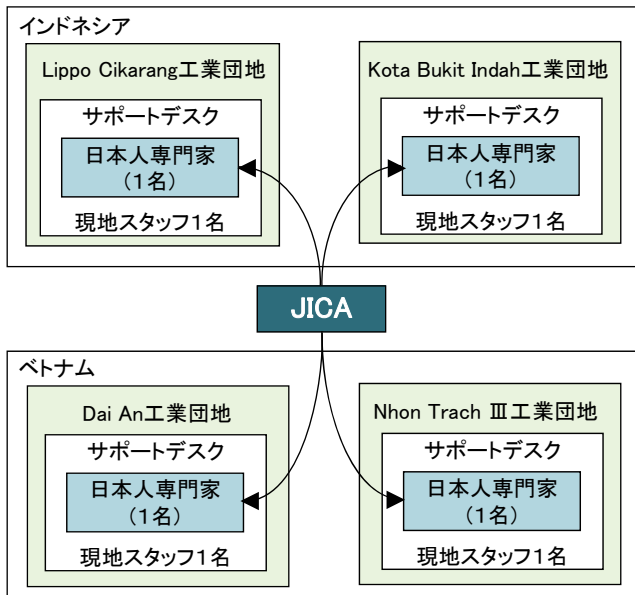 インドネシア
Lippo Cikarang工業団地
サポートデスク
日本人専門家
(1名)
現地スタッフ1名
Kota Bukit Indah工業団地
サポートデスク
日本人専門家
(1名)
現地スタッフ1名
JICA
ベトナム
Dai An工業団地
サポートデスク
日本人専門家
(1名)
現地スタッフ1名
Nhon Trach Ⅲ工業団地
サポートデスク
日本人専門家
(1名)
現地スタッフ1名